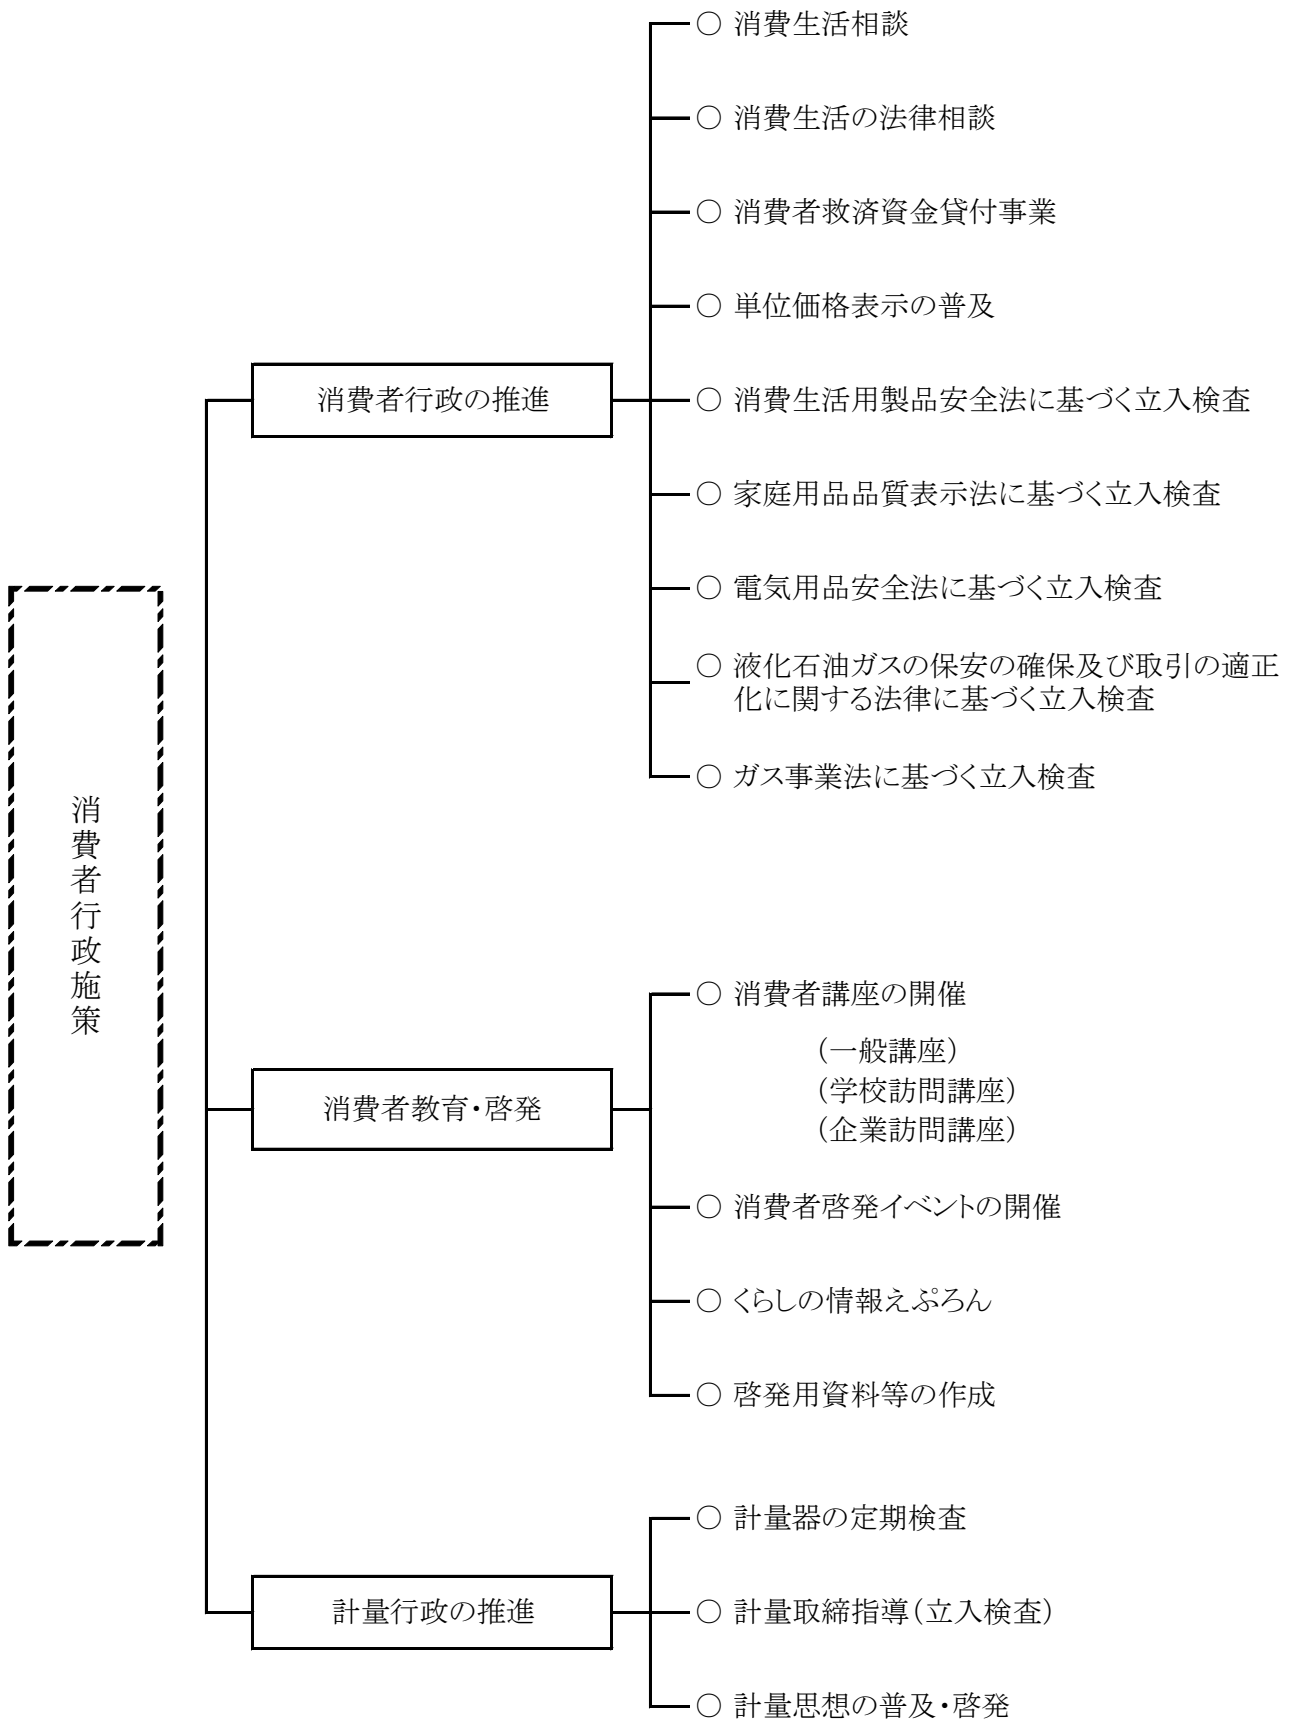 消費者行政施策
消費者行政の推進
○ 消費生活相談
○ 消費生活の法律相談
○ 消費者救済資金貸付事業
○ 単位価格表示の普及
○ 消費生活用製品安全法に基づく立入検査
○ 家庭用品品質表示法に基づく立入検査
○ 電気用品安全法に基づく立入検査
○ 液化石油ガスの保安の確保及び取引の適正
化に関する法律に基づく立入検査
○ ガス事業法に基づく立入検査
消費者教育・啓発
○ 消費者講座の開催
（一般講座）
（学校訪問講座）
（企業訪問講座）
○ 消費者啓発イベントの開催
○ くらしの情報えぷろん
○ 啓発用資料等の作成
計量行政の推進
○ 計量器の定期検査
○ 計量取締指導（立入検査）
○ 計量思想の普及・啓発